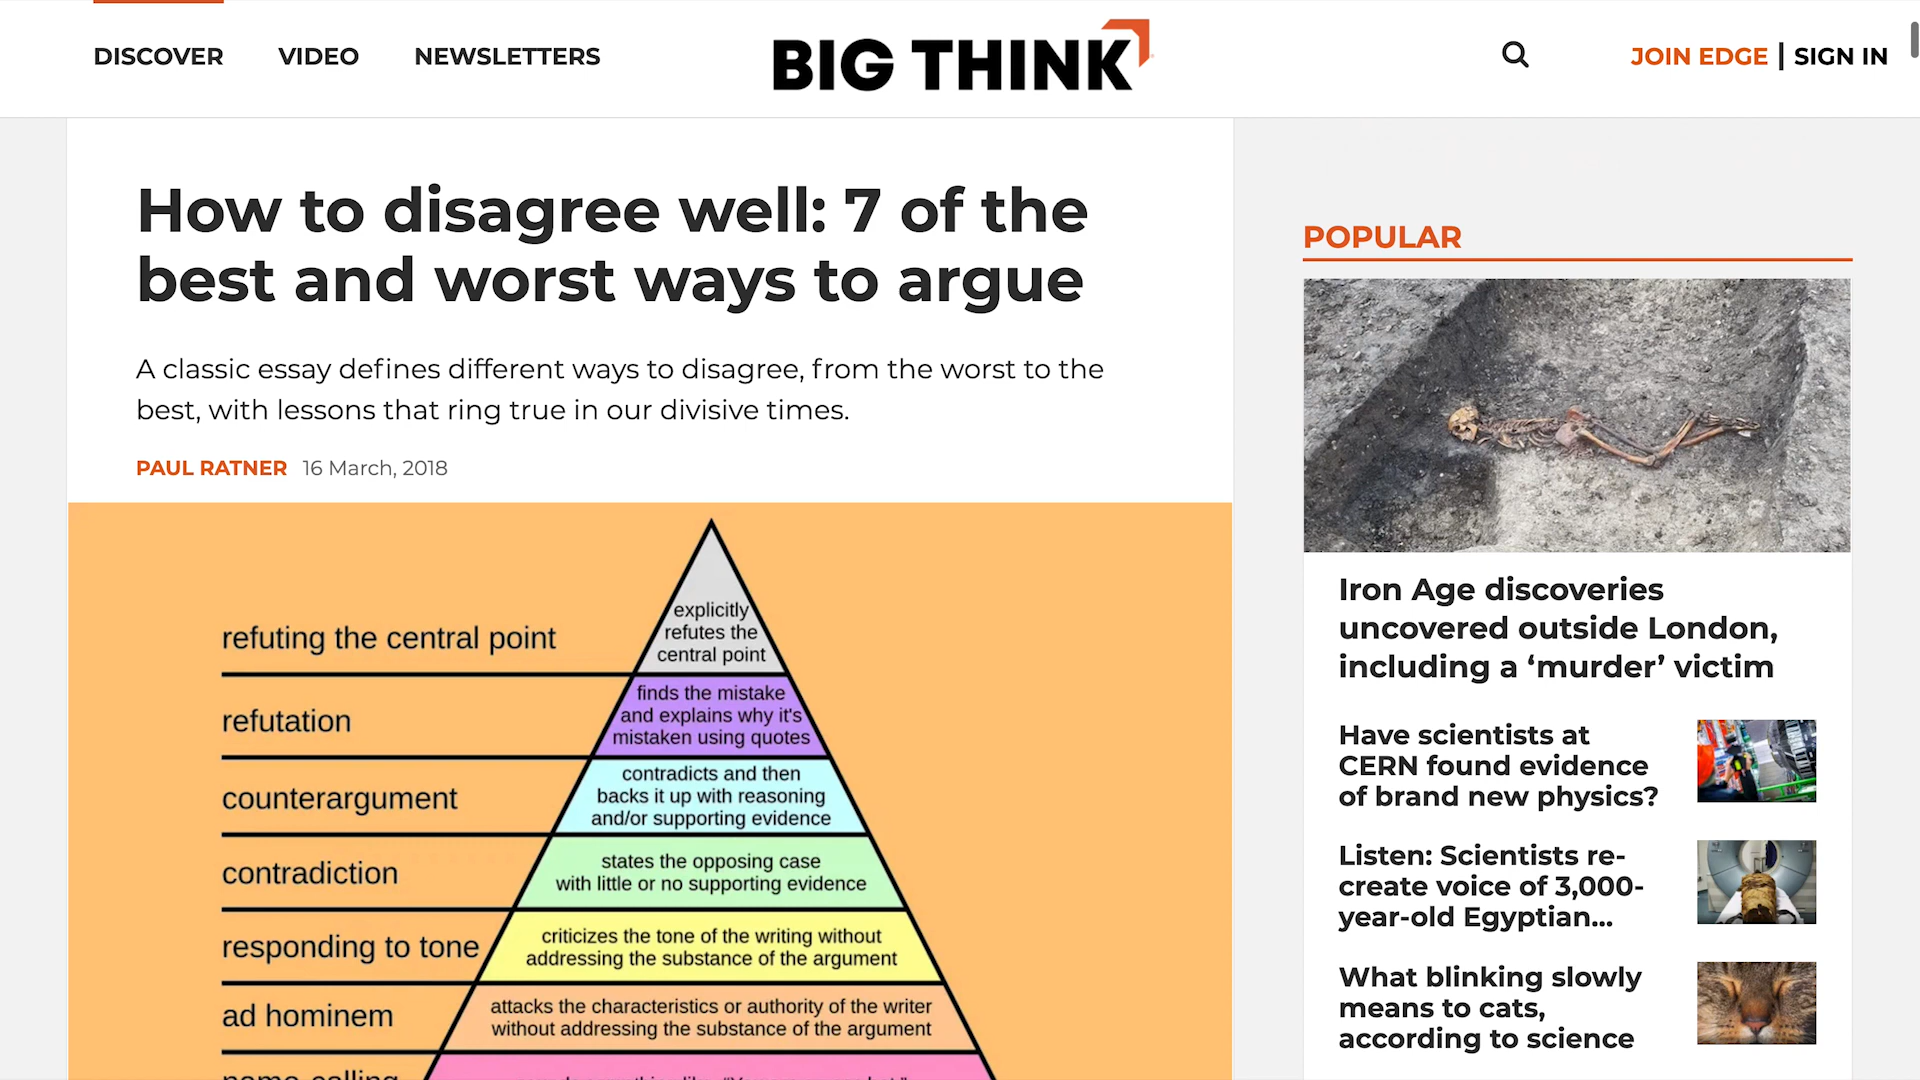 DISCOVER VIDEO NEWSLETTERS BIG THINK JOIN EDGE | SIGN IN
How to disagree well: 7 of the
best and worst ways to argue
A classic essay defines different ways to disagree, from the worst to the
best, with lessons that ring true in our divisive times.
PAUL RATNER 16 March, 2018
refuting the central point
explicitly
refutes the
central point
refutation
finds the mistake
and explains why it's
mistaken using quotes
counterargument
contradicts and then
backs it up with reasoning
and/or supporting evidence
contradiction
states the opposing case
with little or no supporting evidence
responding to tone
criticizes the tone of the writing without
addressing the substance of the argument
ad hominem
attacks the characteristics or authority of the writer
without addressing the substance of the argument
name-calling
POPULAR
Iron Age discoveries
uncovered outside London,
including a ‘murder’ victim
Have scientists at
CERN found evidence
of brand new physics?
Listen: Scientists re-
create voice of 3,000-
year-old Egyptian...
What blinking slowly
means to cats,
according to science